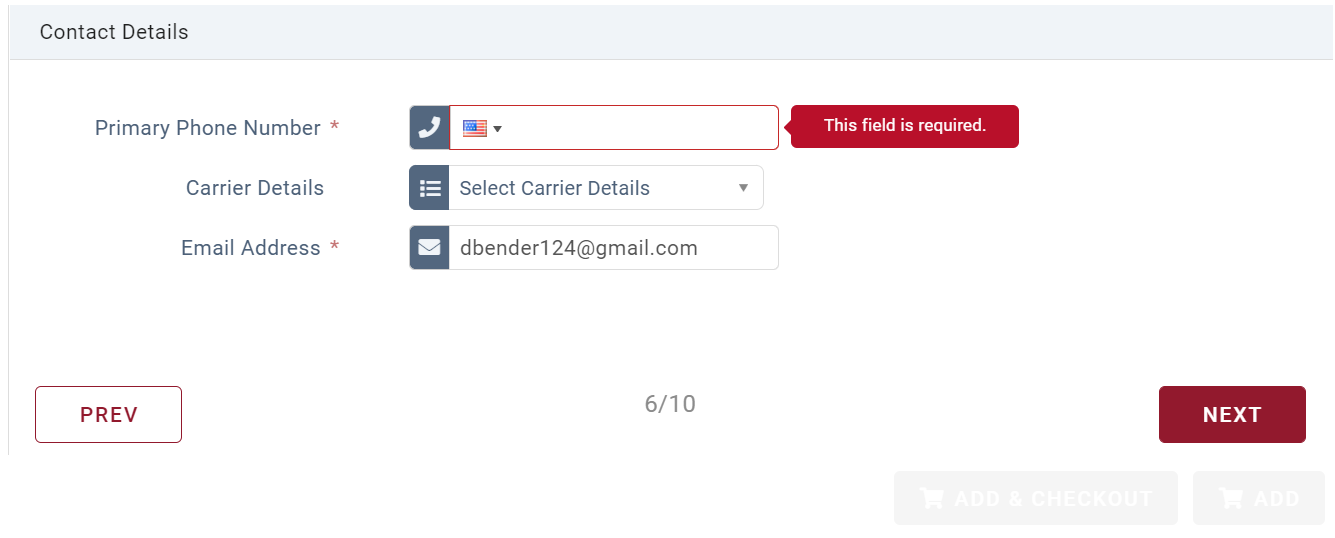 Contact Details
Primary Phone Number *
This field is required.
Carrier Details
Select Carrier Details
Email Address *
dbender124@gmail.com
PREV
6/10
NEXT
ADD & CHECKOUT
ADD